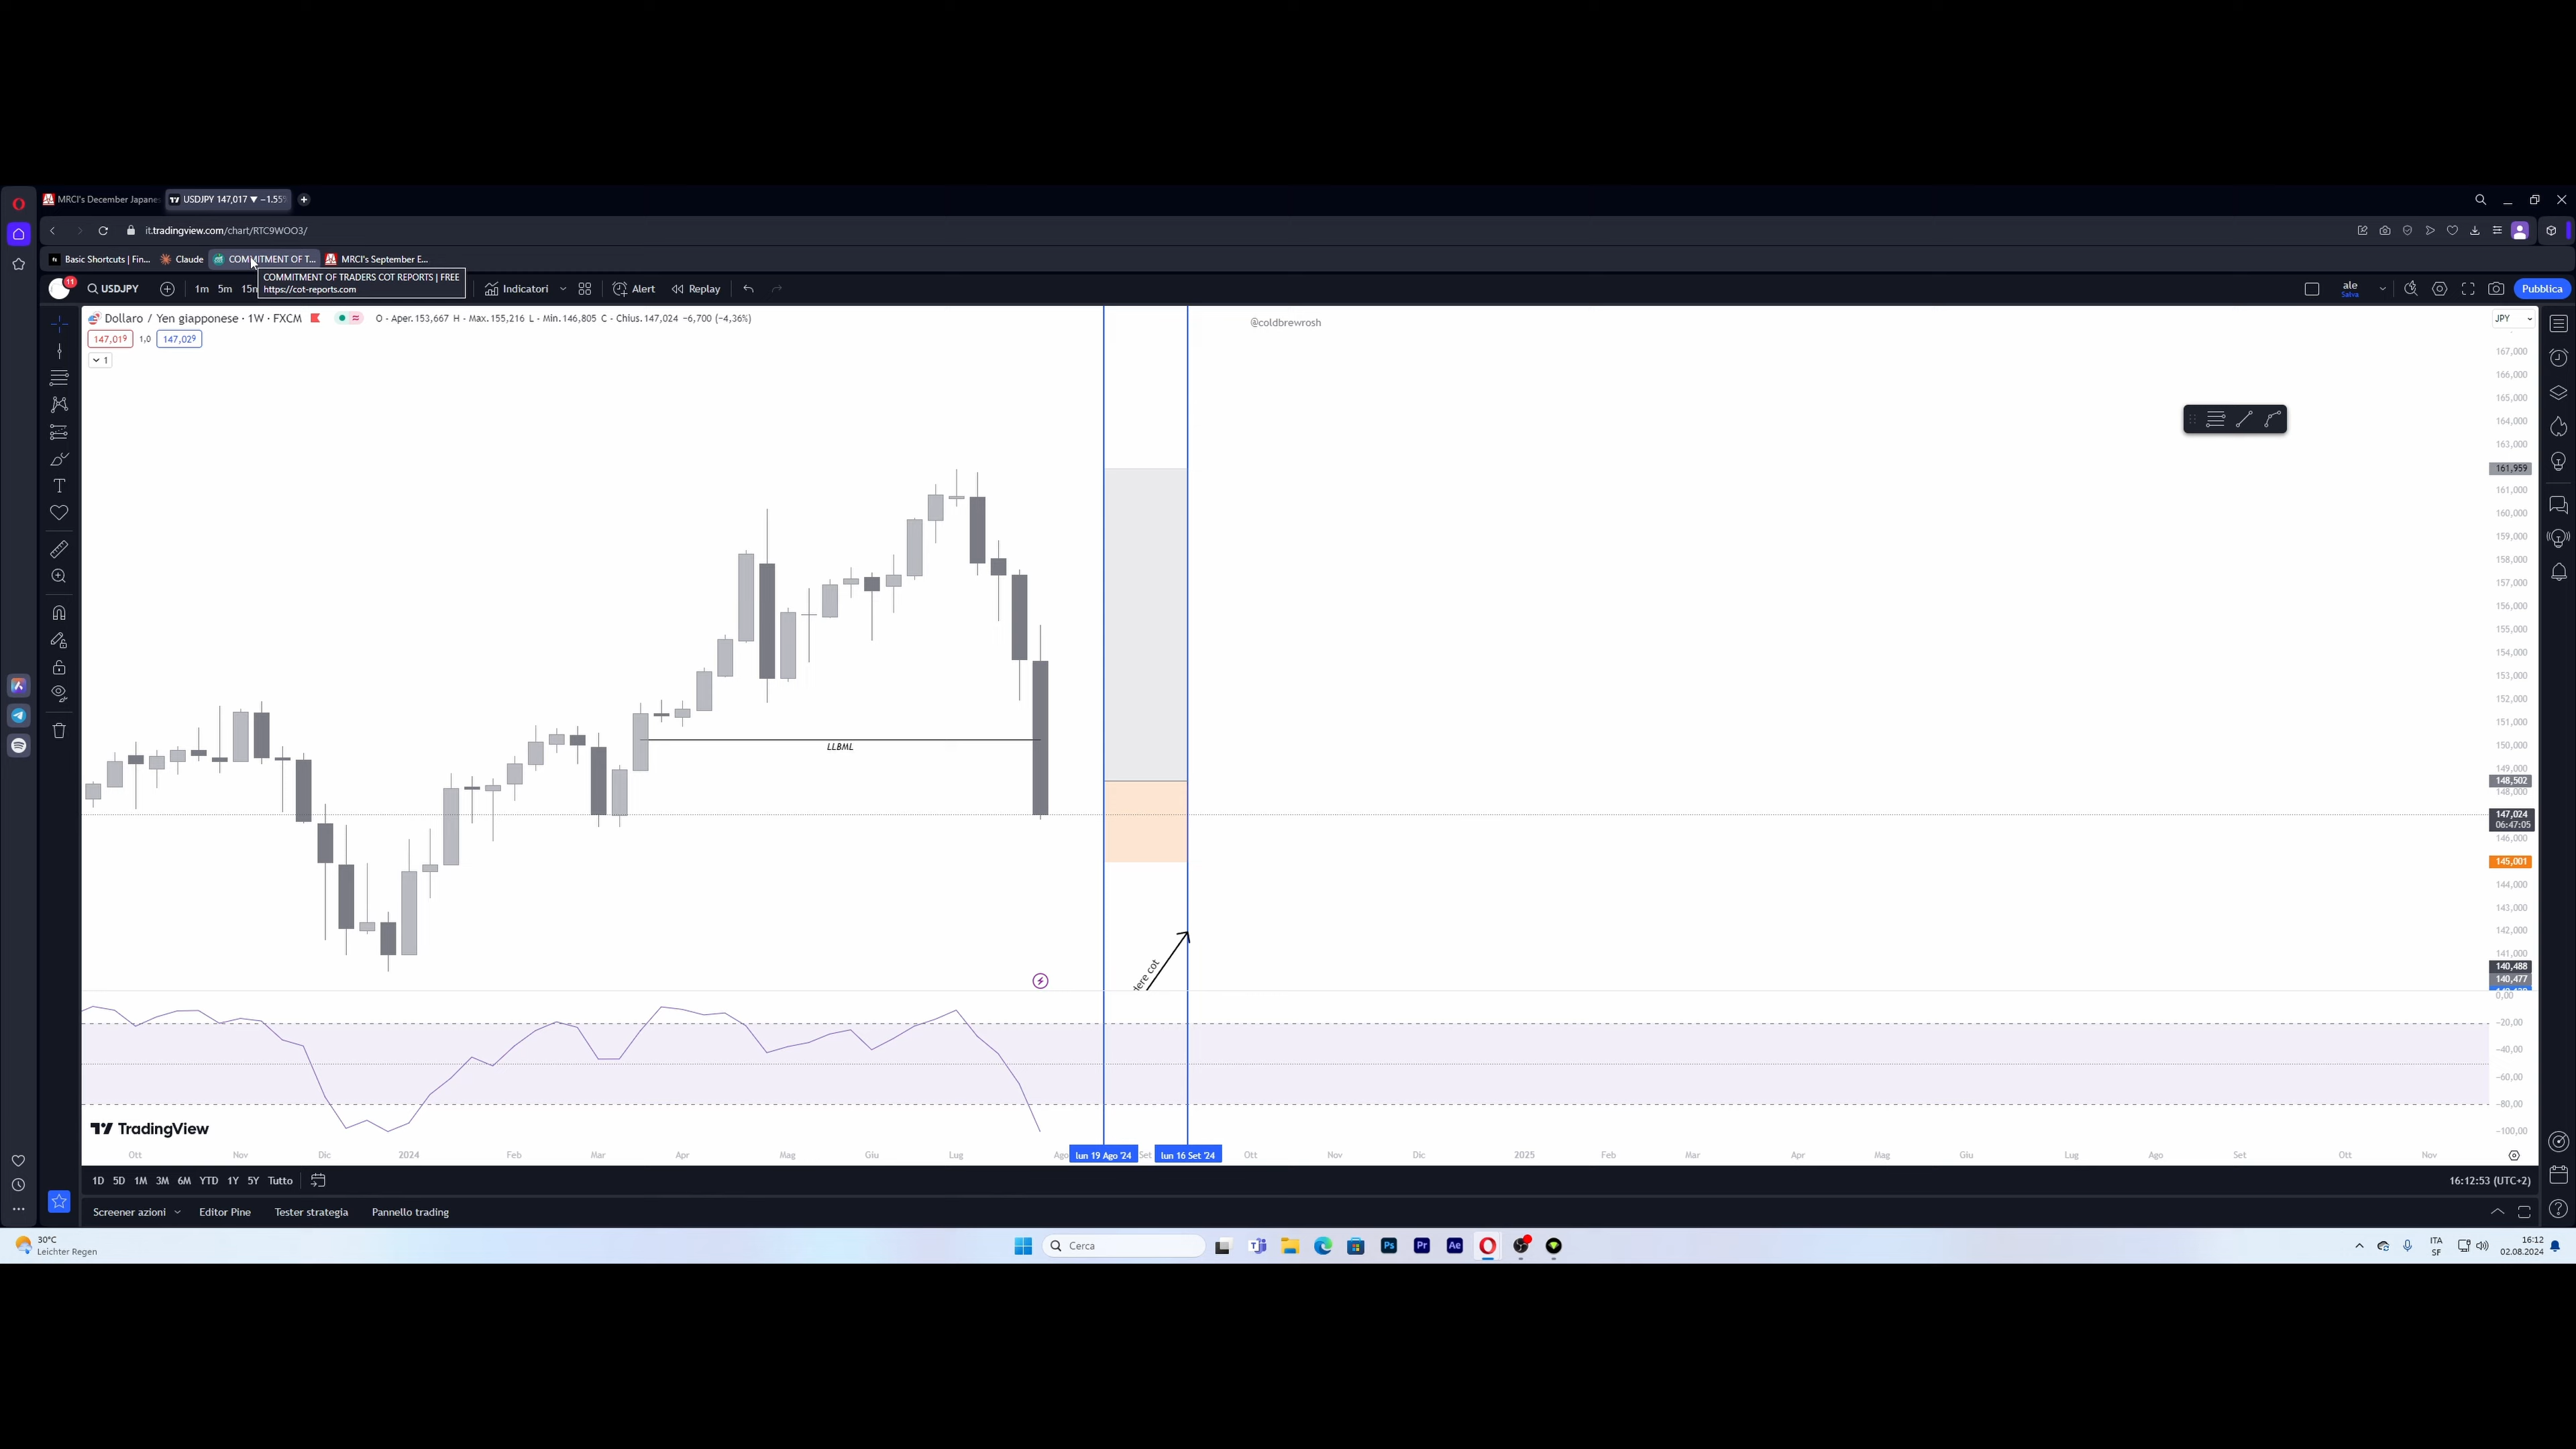 MRCI's December Japanes
USDJPY 147,017 ▼ −1.55%
it.tradingview.com/chart/RTC9WOO3/
Basic Shortcuts | Fin...
Claude
COMMITMENT OF T...
MRCI's September E...
COMMITMENT OF TRADERS COT REPORTS | FREE
https://cot-reports.com
11
USDJPY
1m 5m 15m
Indicatori
Alert
Replay
ale
Salva
Pubblica
Dollaro / Yen giapponese · 1W · FXCM
O - Aper.153,667 H - Max.155,216 L - Min.146,805 C - Chius.147,024 −6,700 (−4,36%)
@coldbrewrosh
JPY
147,019 1,0 147,029
1
167,000
166,000
165,000
164,000
163,000
161,959
161,000
160,000
159,000
158,000
157,000
156,000
155,000
154,000
153,000
152,000
151,000
150,000
149,000
148,502
148,000
147,024
06:47:05
146,000
145,001
144,000
143,000
142,000
141,000
140,488
140,477
LLBML
dere cot
0,00
−20,00
−40,00
−60,00
−80,00
−100,00
TradingView
Ott Nov Dic 2024 Feb Mar Apr Mag Giu Lug Ago lun 19 Ago '24 Set lun 16 Set '24 Ott Nov Dic 2025 Feb Mar Apr Mag Giu Lug Ago Set Ott Nov
1D 5D 1M 3M 6M YTD 1Y 5Y Tutto
16:12:53 (UTC+2)
Screener azioni Editor Pine Tester strategia Pannello trading
30°C
Leichter Regen
Cerca
Ps
Pr
Ae
ITA
SF
16:12
02.08.2024